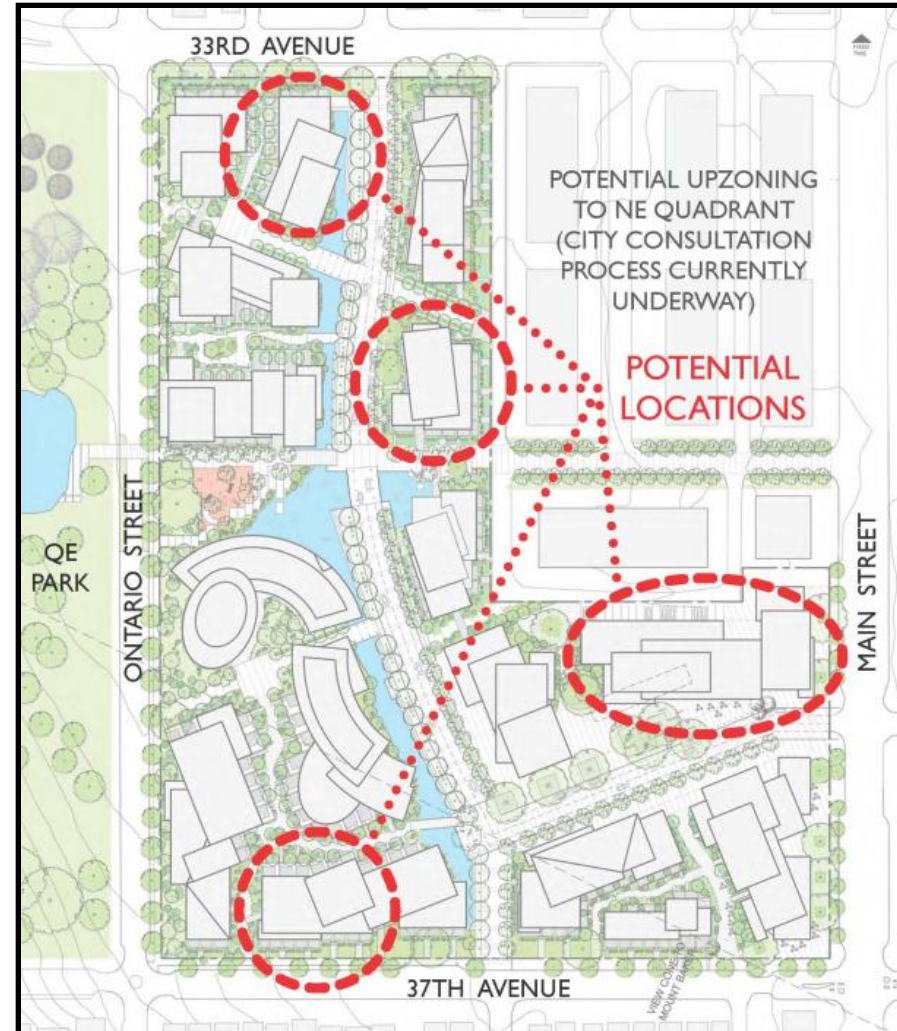 33RD AVENUE
POTENTIAL UPZONING
TO NE QUADRANT
(CITY CONSULTATION
PROCESS CURRENTLY
UNDERWAY)
POTENTIAL
LOCATIONS
QE
PARK
ONTARIO STREET
MAIN STREET
37TH AVENUE